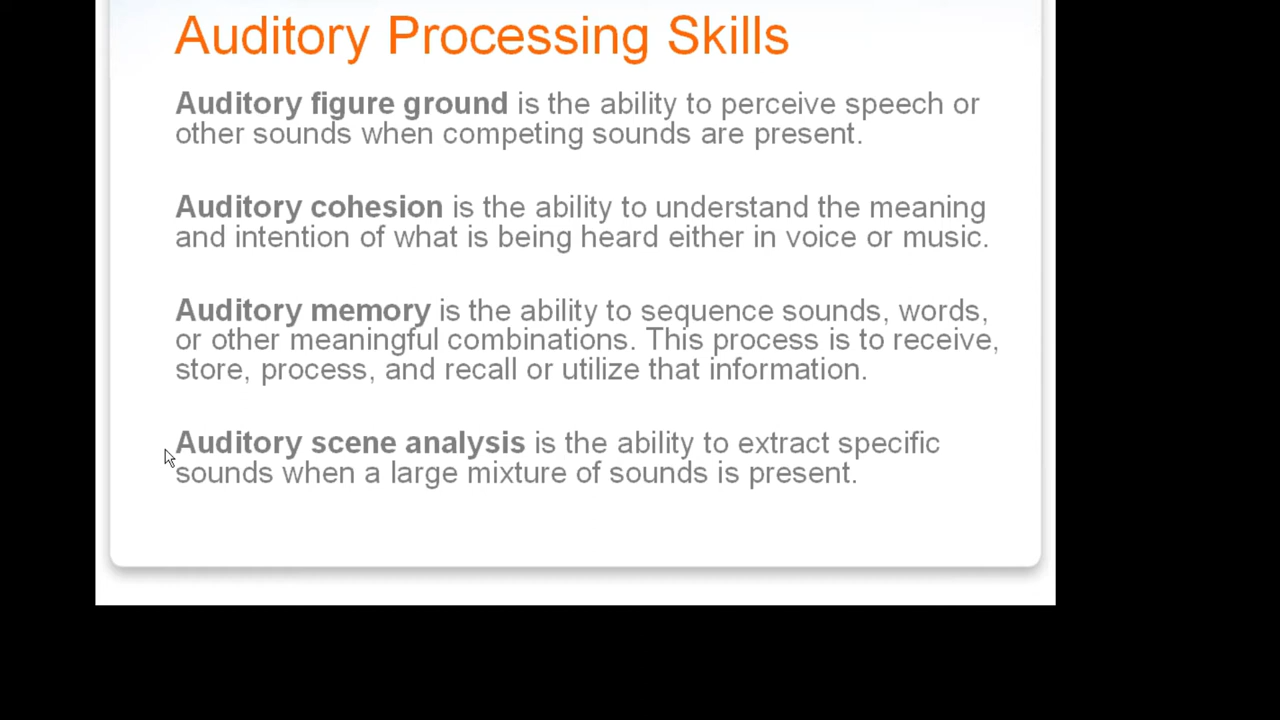 Auditory Processing Skills
Auditory figure ground is the ability to perceive speech or
other sounds when competing sounds are present.
Auditory cohesion is the ability to understand the meaning
and intention of what is being heard either in voice or music.
Auditory memory is the ability to sequence sounds, words,
or other meaningful combinations. This process is to receive,
store, process, and recall or utilize that information.
Auditory scene analysis is the ability to extract specific
sounds when a large mixture of sounds is present.